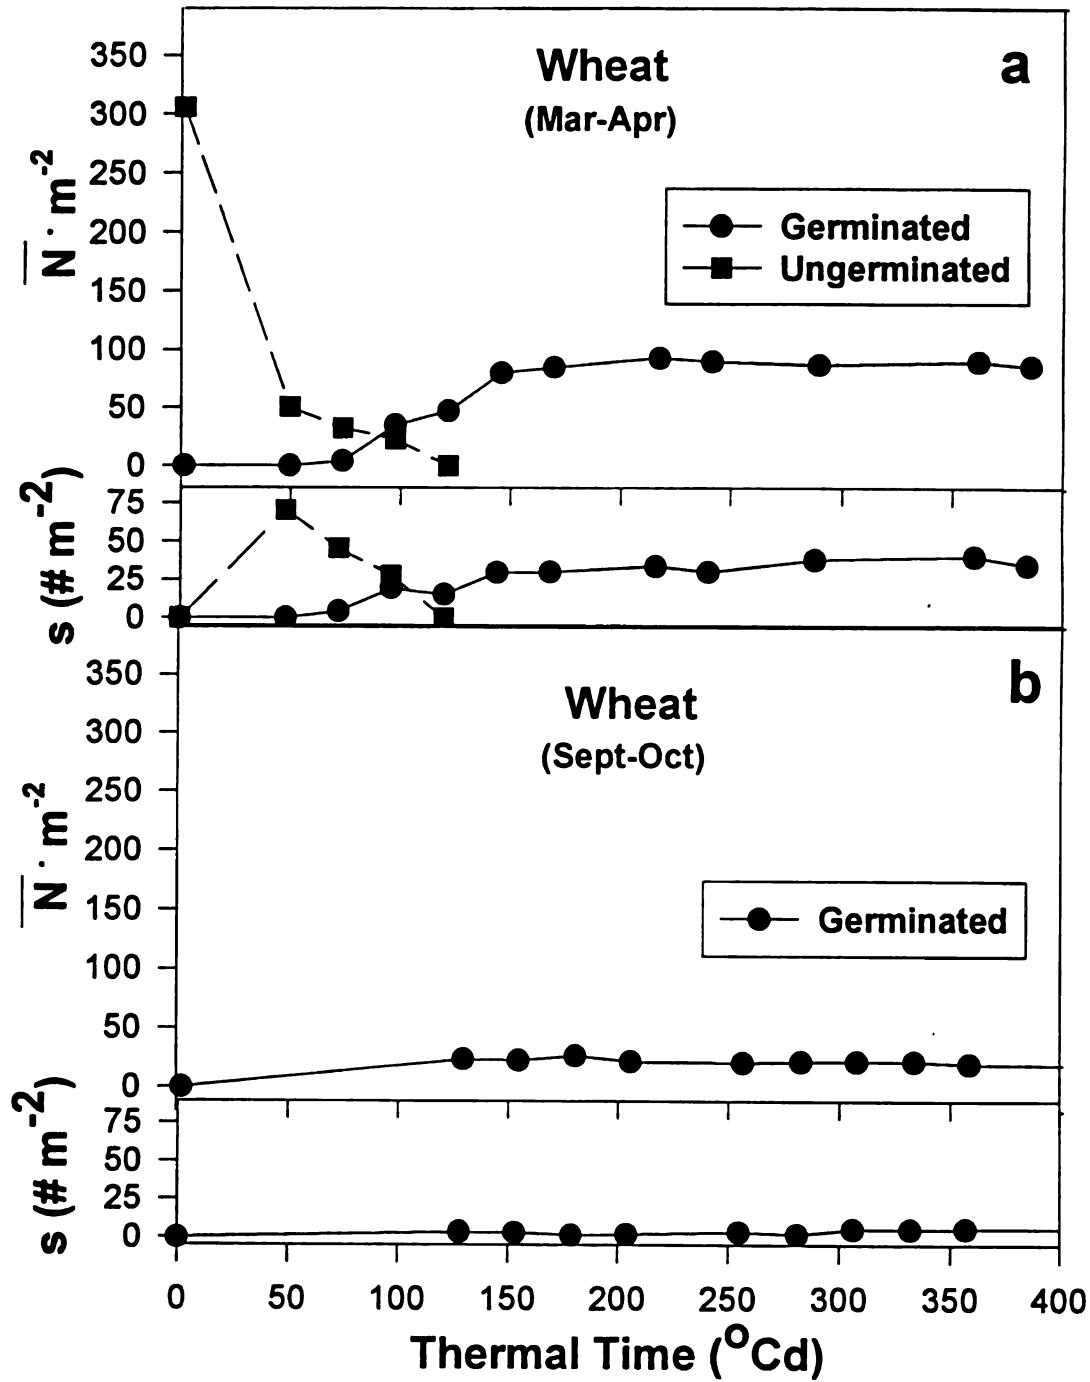 Wheat
a
(Mar-Apr)
350
300
250
200
150
100
50
0
N̅ · m-2
Germinated
Ungerminated
75
50
25
0
s (# m-2)
Wheat
b
(Sept-Oct)
350
300
250
200
150
100
50
0
N̅ · m-2
Germinated
75
50
25
0
s (# m-2)
0 50 100 150 200 250 300 350 400
Thermal Time (oCd)